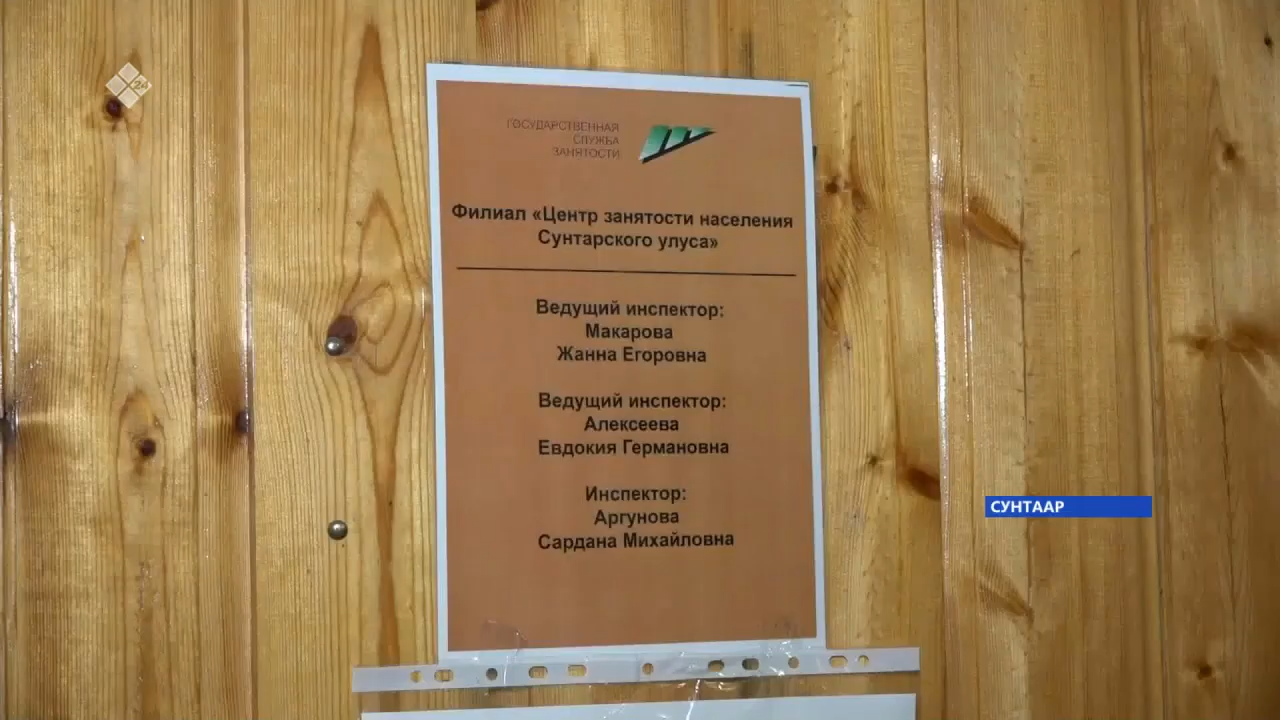 24
ГОСУДАРСТВЕННАЯ
СЛУЖБА
ЗАНЯТОСТИ
Филиал «Центр занятости населения
Сунтарского улуса»
Ведущий инспектор:
Макарова
Жанна Егоровна
Ведущий инспектор:
Алексеева
Евдокия Германовна
Инспектор:
Аргунова
Сардана Михайловна
СУНТААР